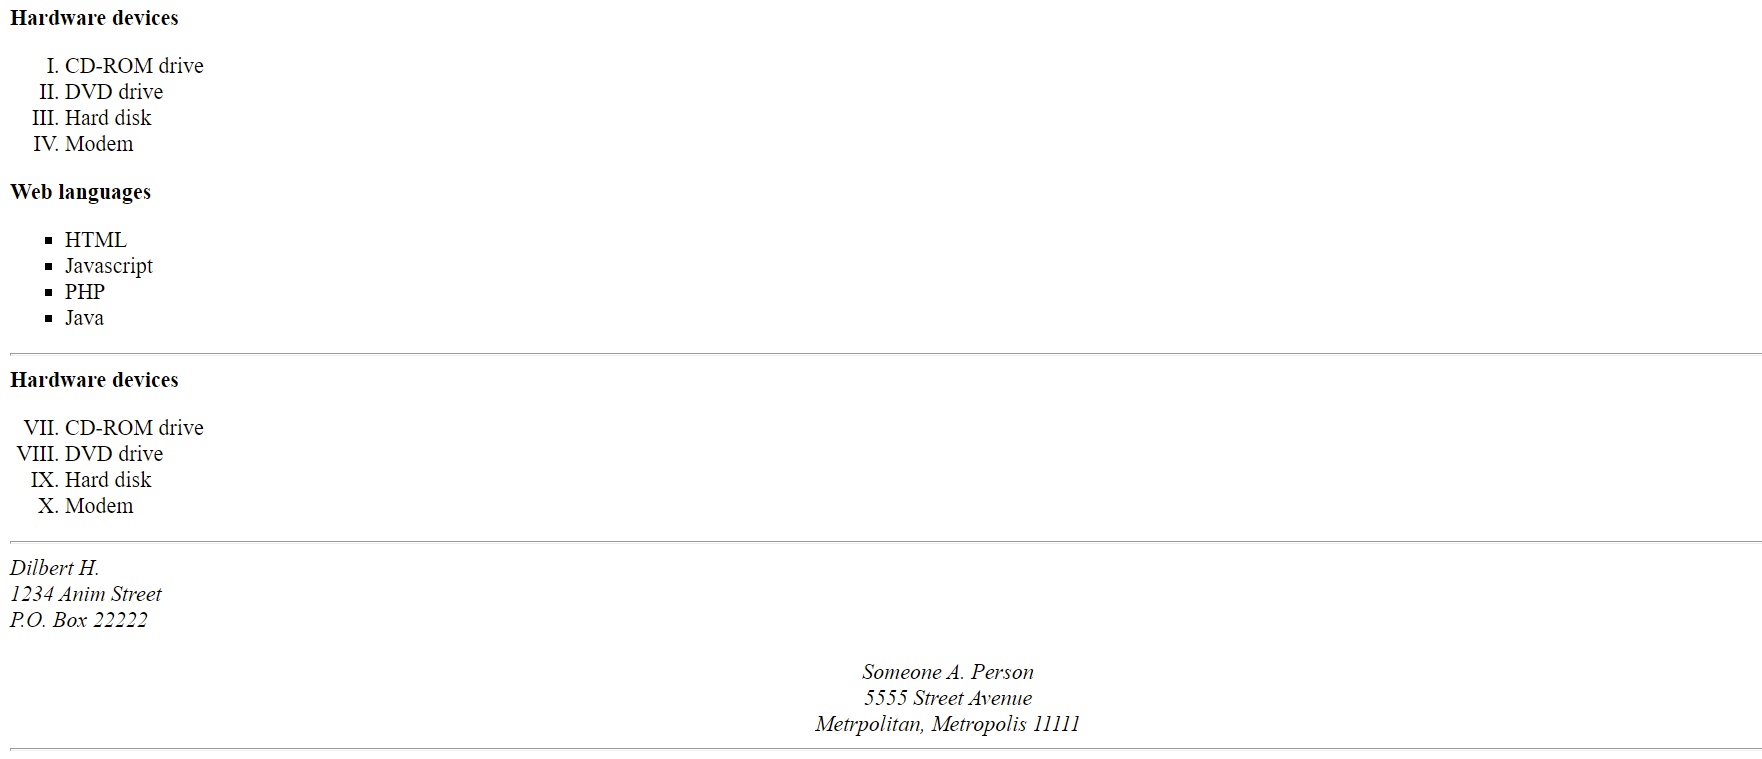 Hardware devices
I. CD-ROM drive
II. DVD drive
III. Hard disk
IV. Modem
Web languages
▪ HTML
▪ Javascript
▪ PHP
▪ Java
Hardware devices
VII. CD-ROM drive
VIII. DVD drive
IX. Hard disk
X. Modem
Dilbert H.
1234 Anim Street
P.O. Box 22222
Someone A. Person
5555 Street Avenue
Metrpolitan, Metropolis 11111